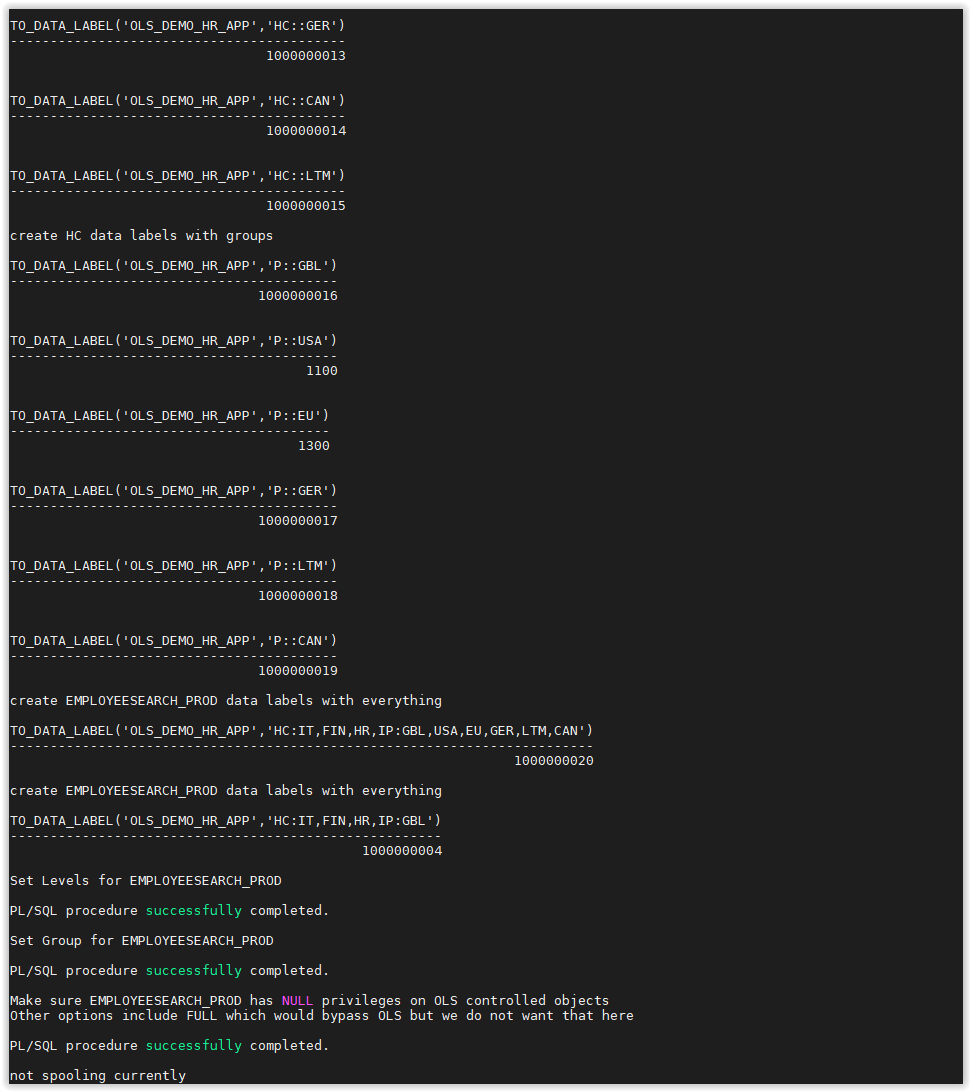 TO_DATA_LABEL('OLS_DEMO_HR_APP','HC::GER')
------------------------------------------
1000000013
TO_DATA_LABEL('OLS_DEMO_HR_APP','HC::CAN')
------------------------------------------
1000000014
TO_DATA_LABEL('OLS_DEMO_HR_APP','HC::LTM')
------------------------------------------
1000000015
create HC data labels with groups
TO_DATA_LABEL('OLS_DEMO_HR_APP','P::GBL')
-----------------------------------------
1000000016
TO_DATA_LABEL('OLS_DEMO_HR_APP','P::USA')
-----------------------------------------
1100
TO_DATA_LABEL('OLS_DEMO_HR_APP','P::EU')
----------------------------------------
1300
TO_DATA_LABEL('OLS_DEMO_HR_APP','P::GER')
-----------------------------------------
1000000017
TO_DATA_LABEL('OLS_DEMO_HR_APP','P::LTM')
-----------------------------------------
1000000018
TO_DATA_LABEL('OLS_DEMO_HR_APP','P::CAN')
-----------------------------------------
1000000019
create EMPLOYEESEARCH_PROD data labels with everything
TO_DATA_LABEL('OLS_DEMO_HR_APP','HC:IT,FIN,HR,IP:GBL,USA,EU,GER,LTM,CAN')
-------------------------------------------------------------------------
1000000020
create EMPLOYEESEARCH_PROD data labels with everything
TO_DATA_LABEL('OLS_DEMO_HR_APP','HC:IT,FIN,HR,IP:GBL')
------------------------------------------------------
1000000004
Set Levels for EMPLOYEESEARCH_PROD
PL/SQL procedure successfully completed.
Set Group for EMPLOYEESEARCH_PROD
PL/SQL procedure successfully completed.
Make sure EMPLOYEESEARCH_PROD has NULL privileges on OLS controlled objects
Other options include FULL which would bypass OLS but we do not want that here
PL/SQL procedure successfully completed.
not spooling currently